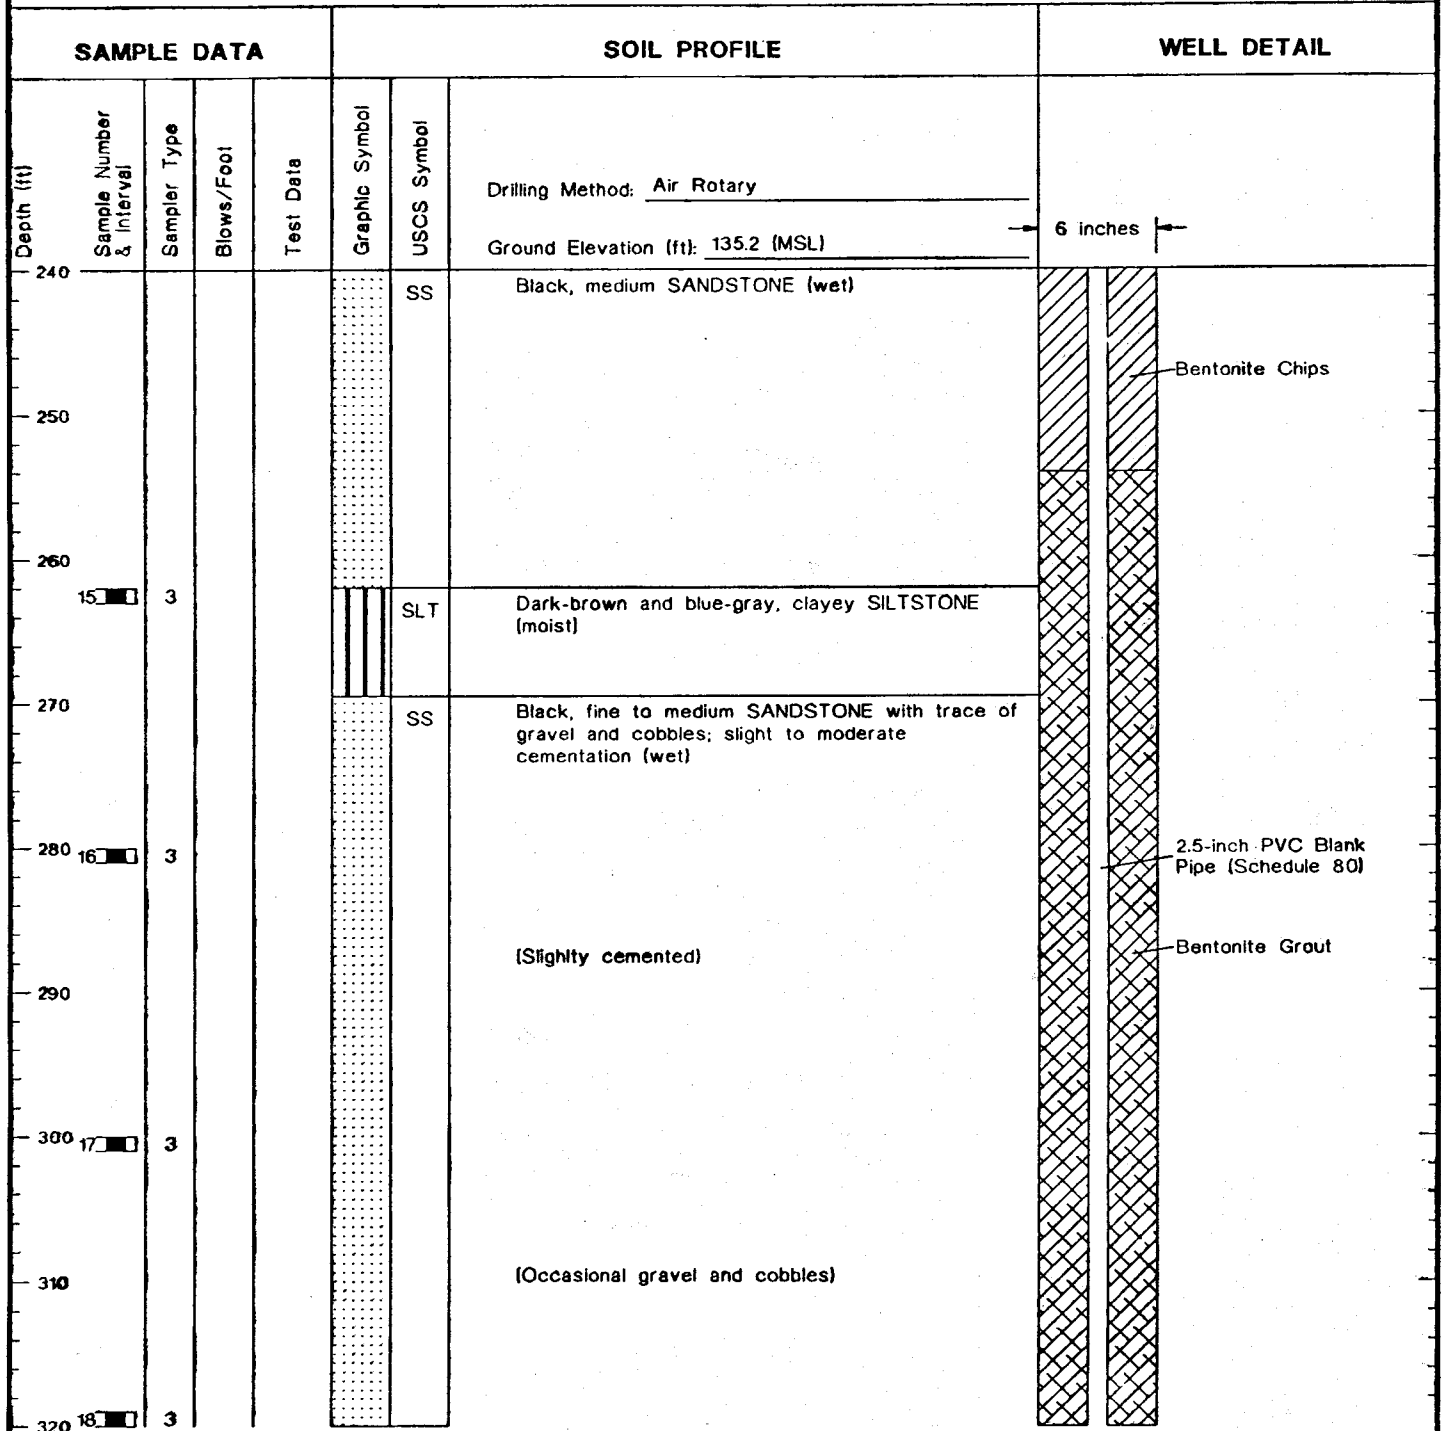 SAMPLE DATA
SOIL PROFILE
WELL DETAIL
Depth (ft)
Sample Number
& Interval
Sampler Type
Blows/Foot
Test Data
Graphic Symbol
USCS Symbol
Drilling Method: Air Rotary
Ground Elevation (ft): 135.2 (MSL)
6 inches
240
SS
Black, medium SANDSTONE (wet)
Bentonite Chips
250
260
15
3
SLT
Dark-brown and blue-gray, clayey SILTSTONE
(moist)
270
SS
Black, fine to medium SANDSTONE with trace of
gravel and cobbles; slight to moderate
cementation (wet)
280
16
3
2.5-inch PVC Blank
Pipe (Schedule 80)
(Slighlty cemented)
Bentonite Grout
290
300
17
3
310
(Occasional gravel and cobbles)
320
18
3